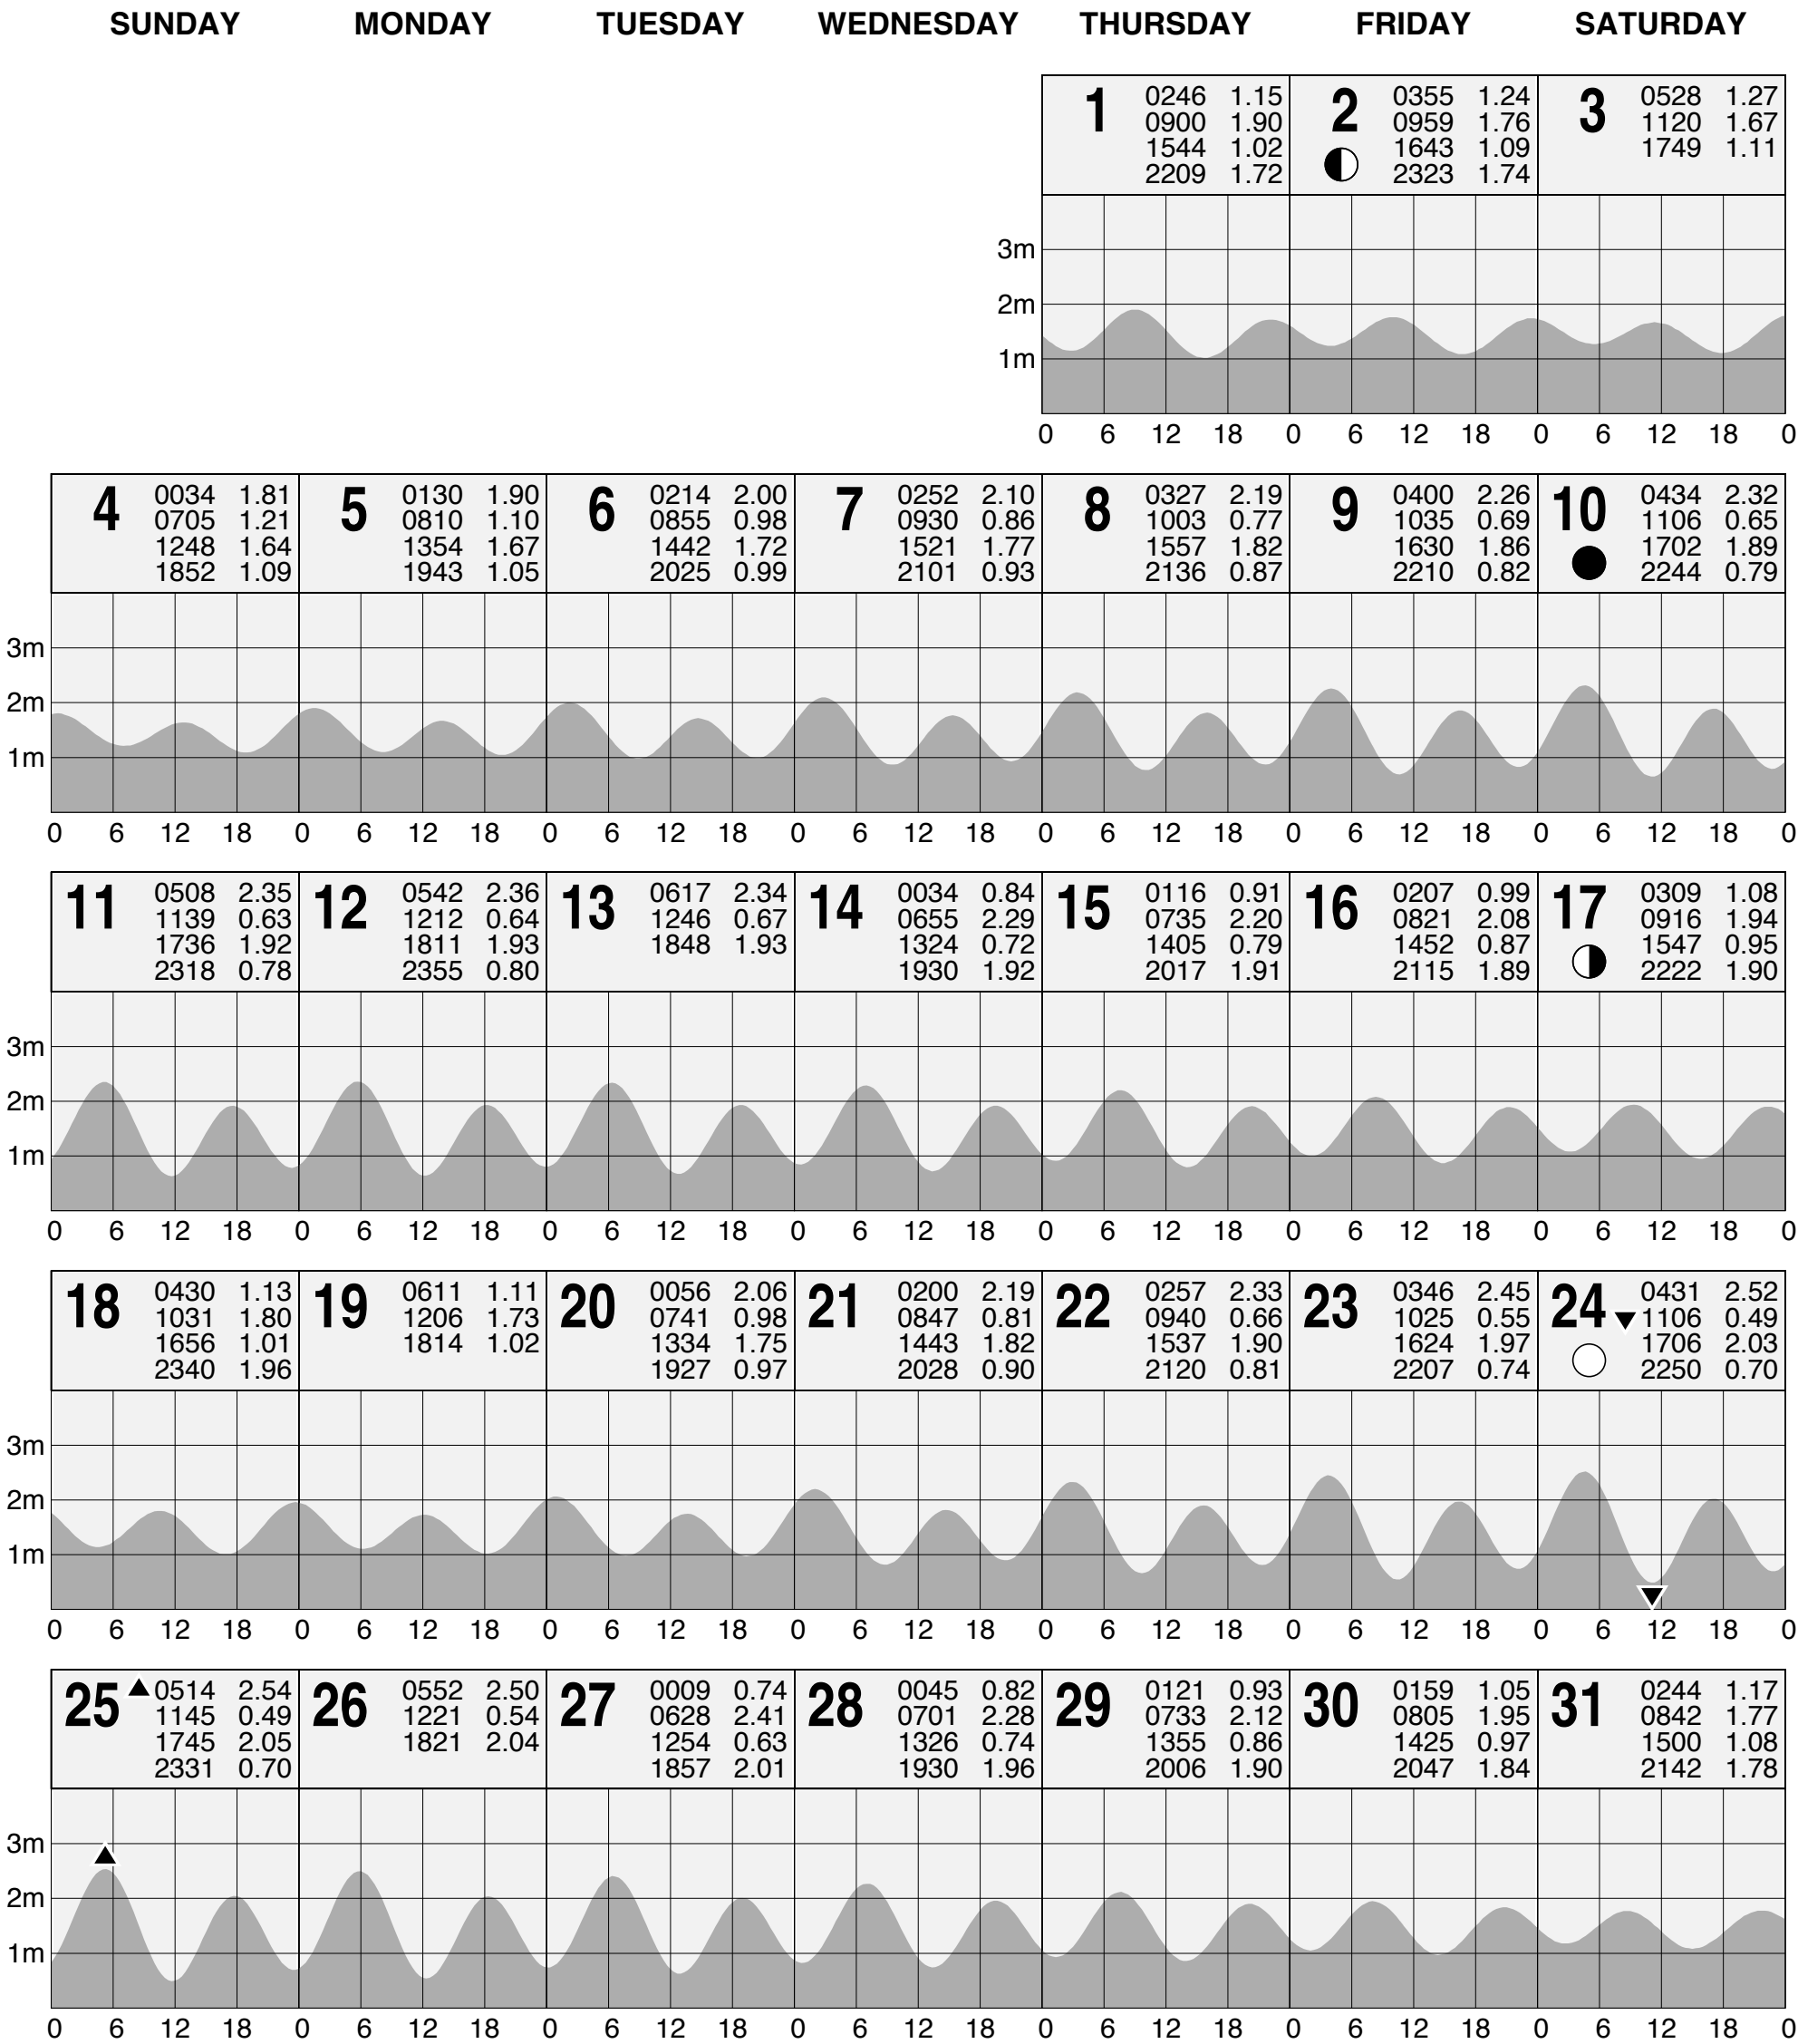 SUNDAY MONDAY TUESDAY WEDNESDAY THURSDAY FRIDAY SATURDAY
1 0246 1.15
0900 1.90
1544 1.02
2209 1.72
2 0355 1.24
0959 1.76
1643 1.09
2323 1.74
3 0528 1.27
1120 1.67
1749 1.11
3m
2m
1m
0 6 12 18 0 6 12 18 0 6 12 18 0
4 0034 1.81
0705 1.21
1248 1.64
1852 1.09
5 0130 1.90
0810 1.10
1354 1.67
1943 1.05
6 0214 2.00
0855 0.98
1442 1.72
2025 0.99
7 0252 2.10
0930 0.86
1521 1.77
2101 0.93
8 0327 2.19
1003 0.77
1557 1.82
2136 0.87
9 0400 2.26
1035 0.69
1630 1.86
2210 0.82
10 0434 2.32
1106 0.65
1702 1.89
2244 0.79
3m
2m
1m
0 6 12 18 0 6 12 18 0 6 12 18 0 6 12 18 0 6 12 18 0 6 12 18 0 6 12 18 0
11 0508 2.35
1139 0.63
1736 1.92
2318 0.78
12 0542 2.36
1212 0.64
1811 1.93
2355 0.80
13 0617 2.34
1246 0.67
1848 1.93
14 0034 0.84
0655 2.29
1324 0.72
1930 1.92
15 0116 0.91
0735 2.20
1405 0.79
2017 1.91
16 0207 0.99
0821 2.08
1452 0.87
2115 1.89
17 0309 1.08
0916 1.94
1547 0.95
2222 1.90
3m
2m
1m
0 6 12 18 0 6 12 18 0 6 12 18 0 6 12 18 0 6 12 18 0 6 12 18 0 6 12 18 0
18 0430 1.13
1031 1.80
1656 1.01
2340 1.96
19 0611 1.11
1206 1.73
1814 1.02
20 0056 2.06
0741 0.98
1334 1.75
1927 0.97
21 0200 2.19
0847 0.81
1443 1.82
2028 0.90
22 0257 2.33
0940 0.66
1537 1.90
2120 0.81
23 0346 2.45
1025 0.55
1624 1.97
2207 0.74
24 0431 2.52
1106 0.49
1706 2.03
2250 0.70
3m
2m
1m
0 6 12 18 0 6 12 18 0 6 12 18 0 6 12 18 0 6 12 18 0 6 12 18 0 6 12 18 0
25 0514 2.54
1145 0.49
1745 2.05
2331 0.70
26 0552 2.50
1221 0.54
1821 2.04
27 0009 0.74
0628 2.41
1254 0.63
1857 2.01
28 0045 0.82
0701 2.28
1326 0.74
1930 1.96
29 0121 0.93
0733 2.12
1355 0.86
2006 1.90
30 0159 1.05
0805 1.95
1425 0.97
2047 1.84
31 0244 1.17
0842 1.77
1500 1.08
2142 1.78
3m
2m
1m
0 6 12 18 0 6 12 18 0 6 12 18 0 6 12 18 0 6 12 18 0 6 12 18 0 6 12 18 0